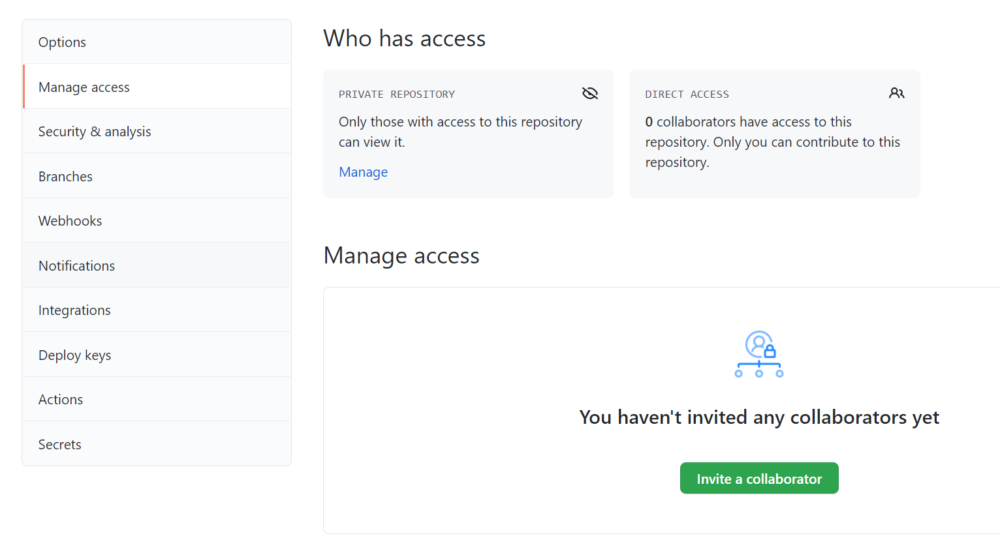 Options
Manage access
Security & analysis
Branches
Webhooks
Notifications
Integrations
Deploy keys
Actions
Secrets
Who has access
PRIVATE REPOSITORY
Only those with access to this repository
can view it.
Manage
DIRECT ACCESS
0 collaborators have access to this
repository. Only you can contribute to this
repository.
Manage access
You haven't invited any collaborators yet
Invite a collaborator